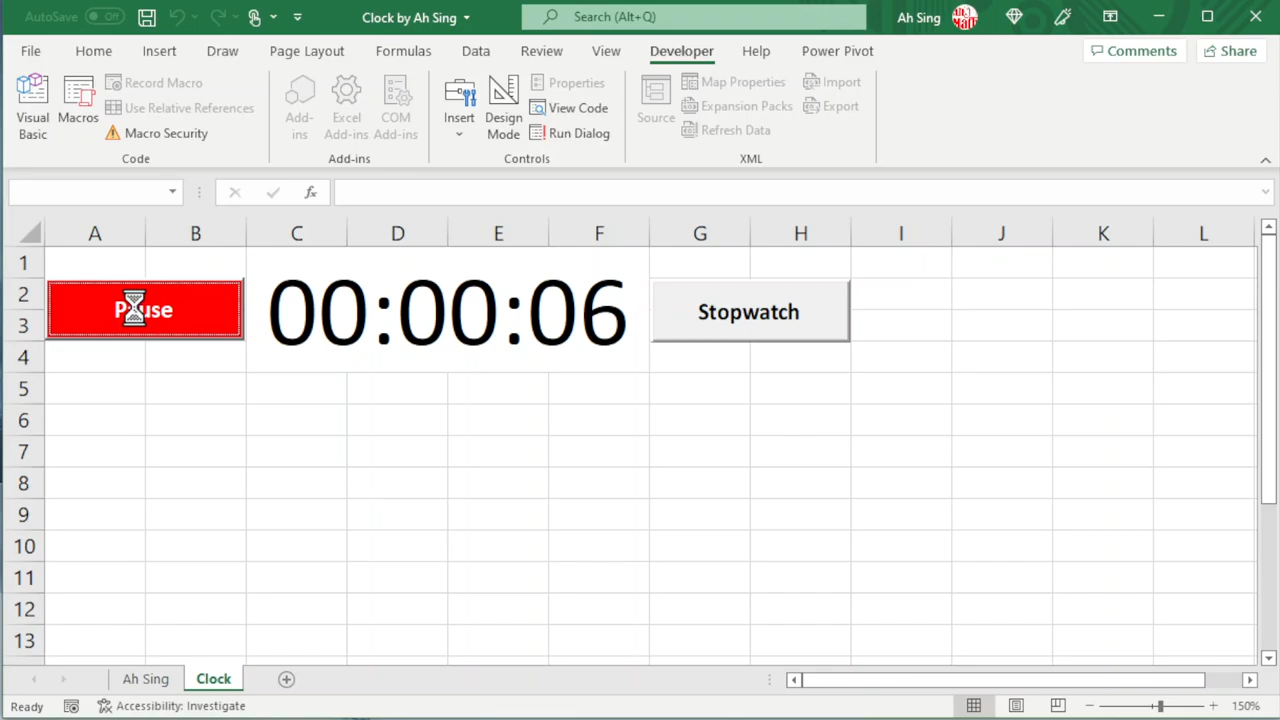 AutoSave Off
Clock by Ah Sing
Search (Alt+Q)
Ah Sing
File Home Insert Draw Page Layout Formulas Data Review View Developer Help Power Pivot
Comments Share
Visual Basic
Macros
Record Macro
Use Relative References
Macro Security
Code
Add-ins
Excel Add-ins
COM Add-ins
Add-ins
Insert
Design Mode
Properties
View Code
Run Dialog
Controls
Source
Map Properties
Expansion Packs
Refresh Data
Import
Export
XML
fx
A B C D E F G H I J K L
1
2
3
4
5
6
7
8
9
10
11
12
13
Pause
00:00:06
Stopwatch
Ah Sing Clock
Ready Accessibility: Investigate 150%